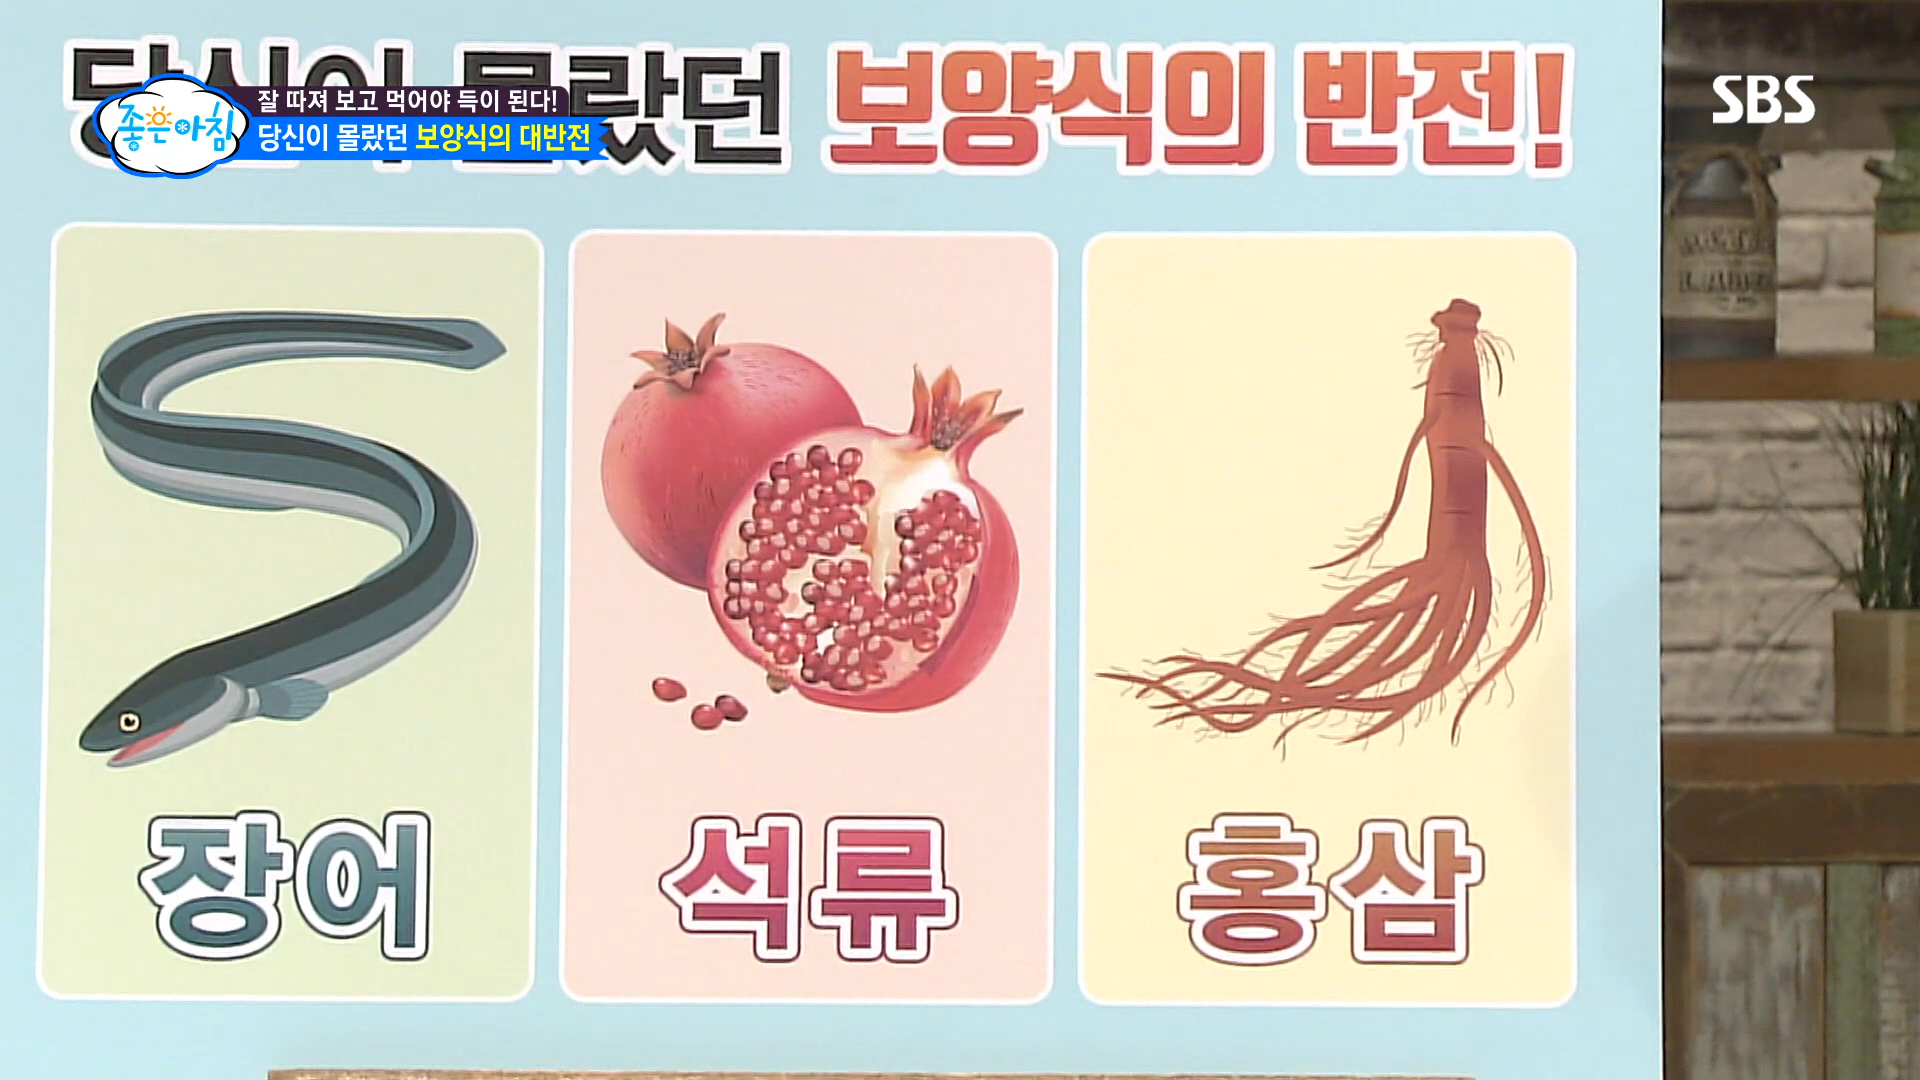 당신이 몰랐던 보양식의 반전!
좋은아침
잘 따져 보고 먹어야 득이 된다!
당신이 몰랐던 보양식의 대반전
SBS
장어
석류
홍삼